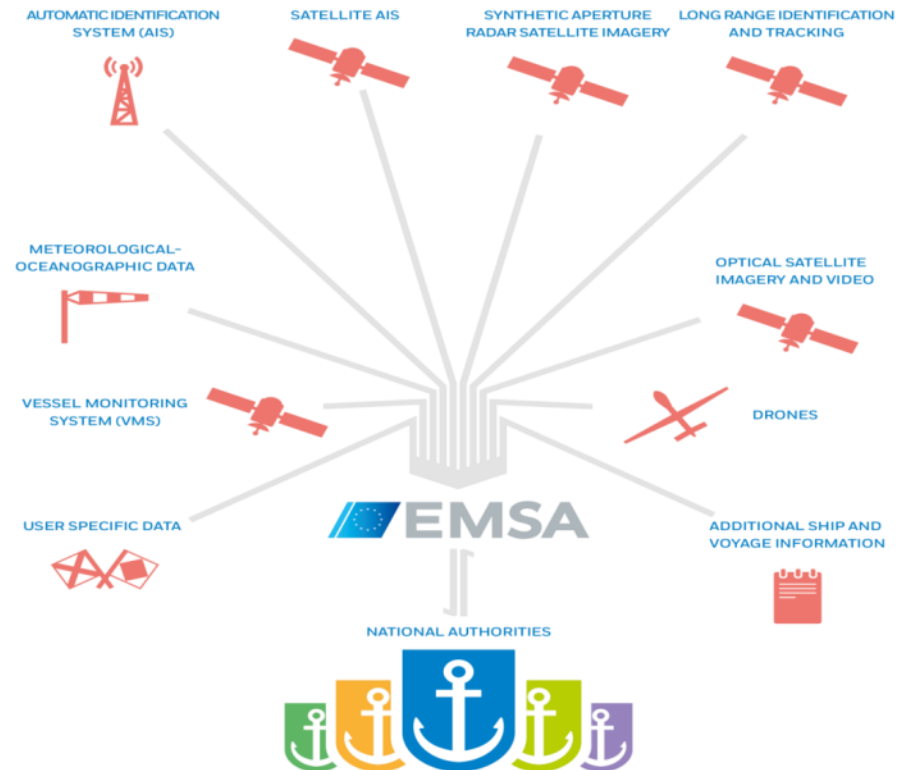 AUTOMATIC IDENTIFICATION
SYSTEM (AIS)
SATELLITE AIS
SYNTHETIC APERTURE
RADAR SATELLITE IMAGERY
LONG RANGE IDENTIFICATION
AND TRACKING
METEOROLOGICAL-
OCEANOGRAPHIC DATA
OPTICAL SATELLITE
IMAGERY AND VIDEO
VESSEL MONITORING
SYSTEM (VMS)
DRONES
USER SPECIFIC DATA
EMSA
ADDITIONAL SHIP AND
VOYAGE INFORMATION
NATIONAL AUTHORITIES